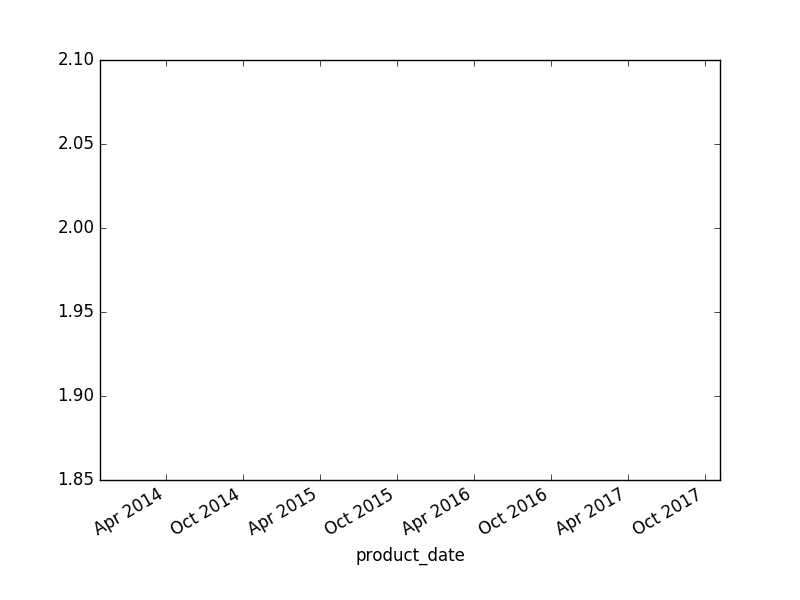 2.10
2.05
2.00
1.95
1.90
1.85
Apr 2014
Oct 2014
Apr 2015
Oct 2015
Apr 2016
Oct 2016
Apr 2017
Oct 2017
product_date